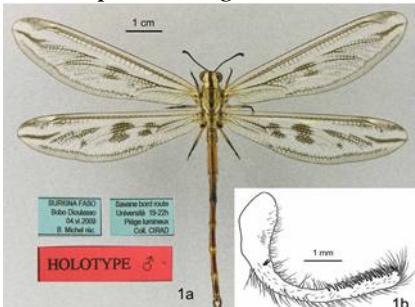 1 cm
BURKINA FASO
Bobo Dioulasso
04.vi.2009
B. Michel réc.
Savane bord route
Université 19-22h
Piège lumineux
Coll. CIRAD
HOLOTYPE ♂
1a
1 mm
1b